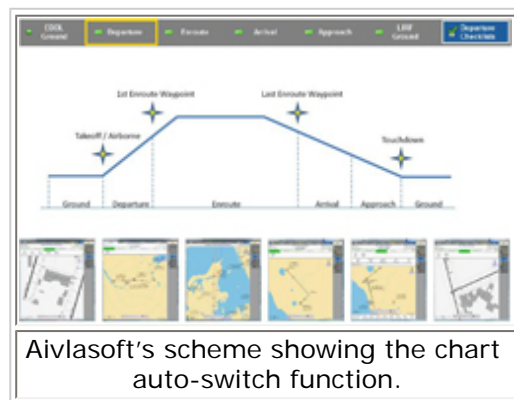 EDDL Ground
Departure
Enroute
Arrival
Approach
LIRF Ground
Departure Checklists
1st Enroute Waypoint
Last Enroute Waypoint
Takeoff / Airborne
Touchdown
Ground
Departure
Enroute
Arrival
Approach
Ground
Aivlasoft's scheme showing the chart
auto-switch function.